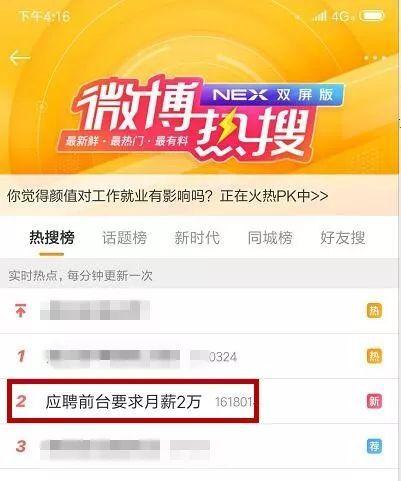 下午4:16
4G
微博
NEX 双屏版
热搜
最新鲜·最热门·最有料
你觉得颜值对工作就业有影响吗？ 正在火热PK中>>
热搜榜 话题榜 新时代 同城榜 好友搜
实时热点，每分钟更新一次
热
1 0324 热
2 应聘前台要求月薪2万 161801 新
3 荐